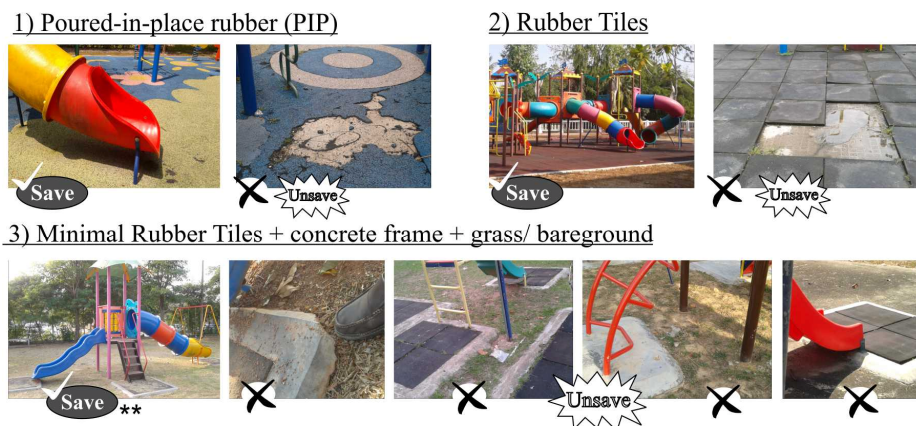 1) Poured-in-place rubber (PIP)
2) Rubber Tiles
Save
Unsave
Save
Unsave
3) Minimal Rubber Tiles + concrete frame + grass/ bareground
Save **
Unsave